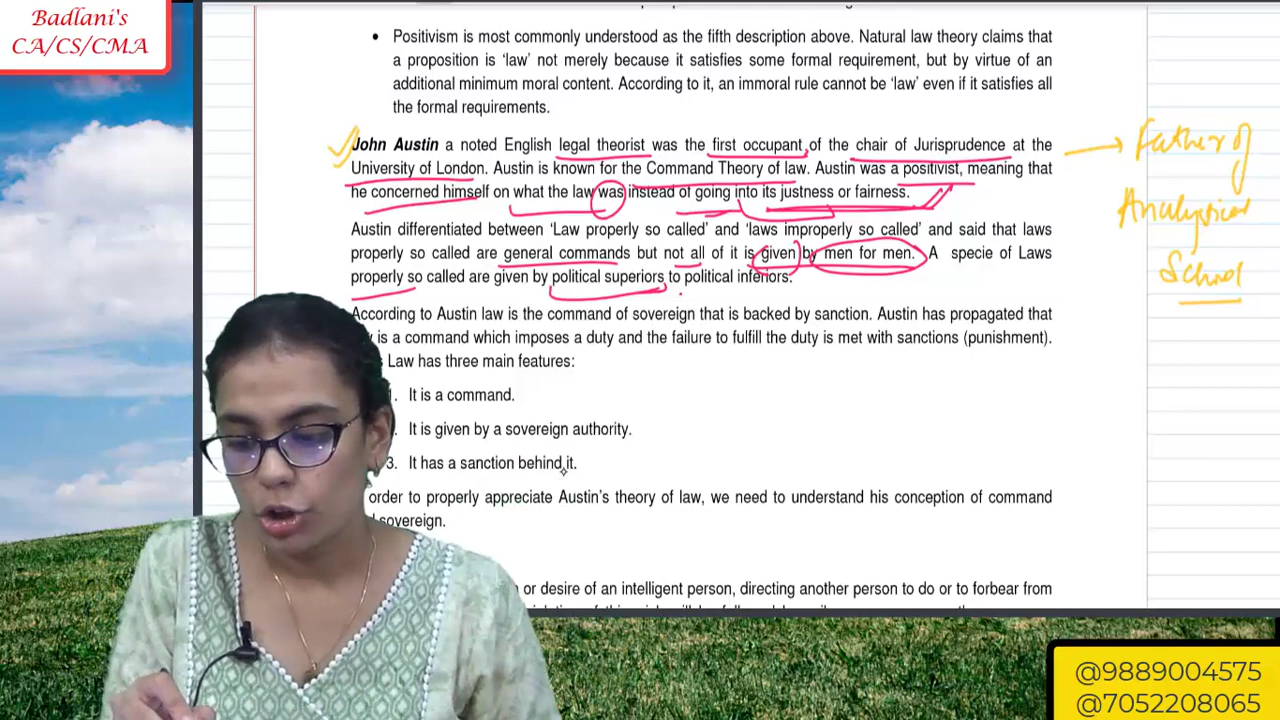 Badlani's
CA/CS/CMA
• Positivism is most commonly understood as the fifth description above. Natural law theory claims that
a proposition is 'law' not merely because it satisfies some formal requirement, but by virtue of an
additional minimum moral content. According to it, an immoral rule cannot be 'law' even if it satisfies all
the formal requirements.
John Austin a noted English legal theorist was the first occupant of the chair of Jurisprudence at the
University of London. Austin is known for the Command Theory of law. Austin was a positivist, meaning that
he concerned himself on what the law was instead of going into its justness or fairness.
Father of
Analytical
School
Austin differentiated between 'Law properly so called' and 'laws improperly so called' and said that laws
properly so called are general commands but not all of it is given by men for men. A specie of Laws
properly so called are given by political superiors to political inferiors.
According to Austin law is the command of sovereign that is backed by sanction. Austin has propagated that
is a command which imposes a duty and the failure to fulfill the duty is met with sanctions (punishment).
Law has three main features:
. It is a command.
. It is given by a sovereign authority.
3. It has a sanction behind it.
order to properly appreciate Austin's theory of law, we need to understand his conception of command
sovereign.
or desire of an intelligent person, directing another person to do or to forbear from
@9889004575
@7052208065